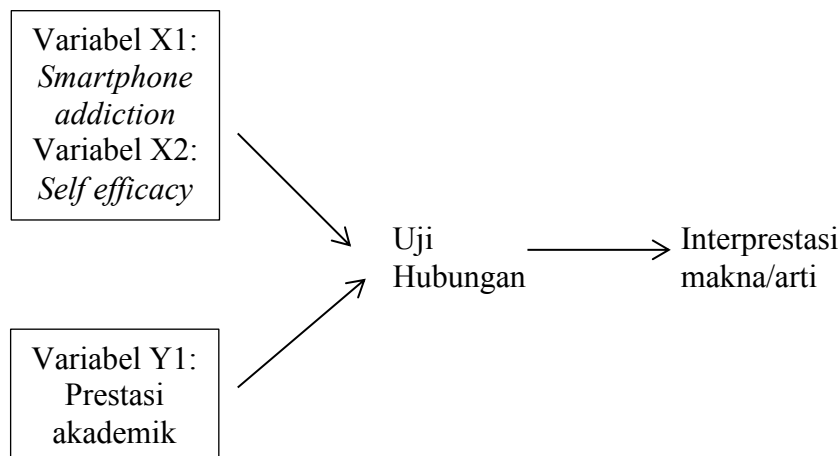 Variabel X1:
Smartphone
addiction
Variabel X2:
Self efficacy
Uji
Hubungan
Interprestasi
makna/arti
Variabel Y1:
Prestasi
akademik